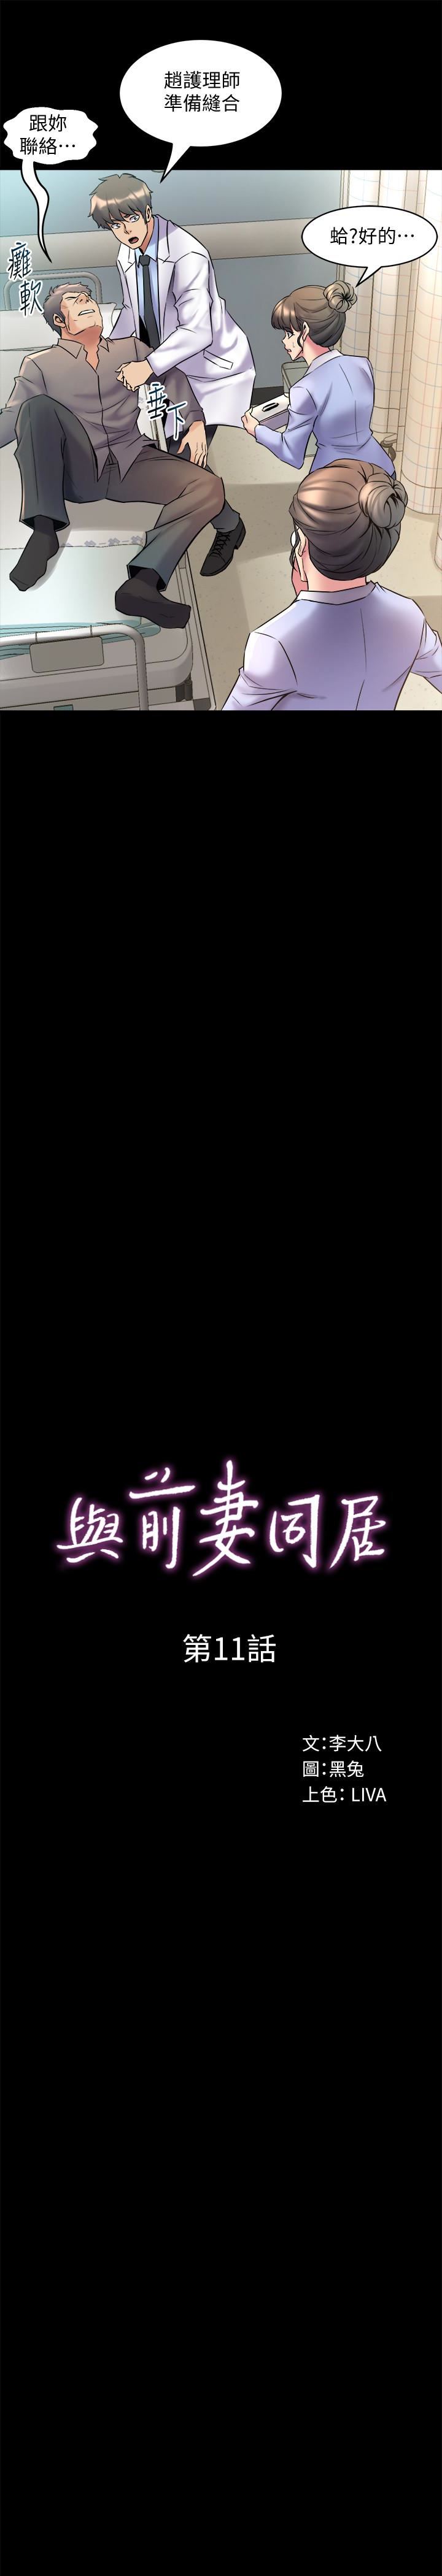 趙護理師
準備縫合
跟妳
聯絡⋯
蛤?好的⋯
癱軟
垂下
與前妻同居
第11話
文:李大八
圖:黑兔
上色: LIVA